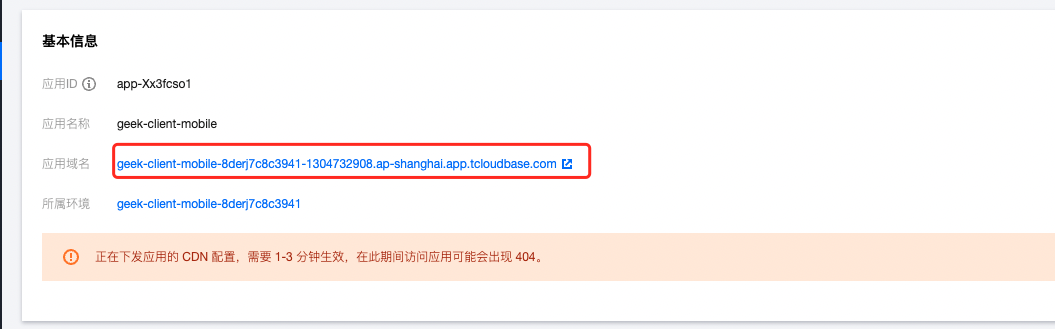 基本信息
应用ID app-Xx3fcso1
应用名称 geek-client-mobile
应用域名 geek-client-mobile-8derj7c8c3941-1304732908.ap-shanghai.app.tcloudbase.com
所属环境 geek-client-mobile-8derj7c8c3941
正在下发应用的 CDN 配置，需要 1-3 分钟生效，在此期间访问应用可能会出现 404。